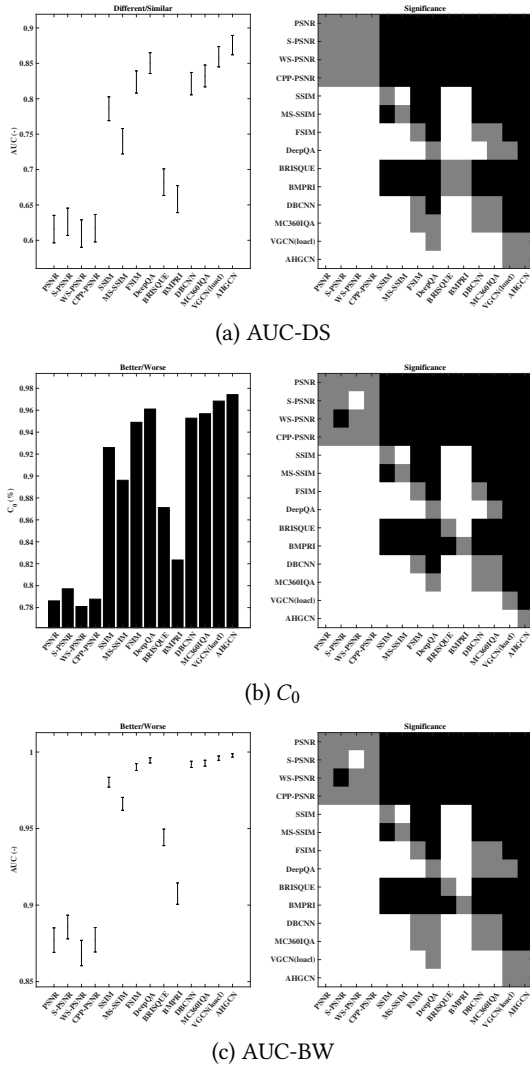 Different/Similar
0.9
0.85
0.8
0.75
0.7
0.65
0.6
AUC (-)
PSNR
S-PSNR
WS-PSNR
CPP-PSNR
SSIM
MS-SSIM
FSIM
DeepQA
BRISQUE
BMPRI
DBCNN
MC360IQA
VGCN(local)
AHGCN
Significance
PSNR
S-PSNR
WS-PSNR
CPP-PSNR
SSIM
MS-SSIM
FSIM
DeepQA
BRISQUE
BMPRI
DBCNN
MC360IQA
VGCN(loacl)
AHGCN
PSNR
S-PSNR
WS-PSNR
CPP-PSNR
SSIM
MS-SSIM
FSIM
DeepQA
BRISQUE
BMPRI
DBCNN
MC360IQA
VGCN(loacl)
AHGCN
(a) AUC-DS
Better/Worse
0.98
0.96
0.94
0.92
0.9
0.88
0.86
0.84
0.82
0.8
0.78
C0 (%)
PSNR
S-PSNR
WS-PSNR
CPP-PSNR
SSIM
MS-SSIM
FSIM
DeepQA
BRISQUE
BMPRI
DBCNN
MC360IQA
VGCN(local)
AHGCN
Significance
PSNR
S-PSNR
WS-PSNR
CPP-PSNR
SSIM
MS-SSIM
FSIM
DeepQA
BRISQUE
BMPRI
DBCNN
MC360IQA
VGCN(loacl)
AHGCN
PSNR
S-PSNR
WS-PSNR
CPP-PSNR
SSIM
MS-SSIM
FSIM
DeepQA
BRISQUE
BMPRI
DBCNN
MC360IQA
VGCN(loacl)
AHGCN
(b) C0
Better/Worse
1
0.95
0.9
0.85
AUC (-)
PSNR
S-PSNR
WS-PSNR
CPP-PSNR
SSIM
MS-SSIM
FSIM
DeepQA
BRISQUE
BMPRI
DBCNN
MC360IQA
VGCN(local)
AHGCN
Significance
PSNR
S-PSNR
WS-PSNR
CPP-PSNR
SSIM
MS-SSIM
FSIM
DeepQA
BRISQUE
BMPRI
DBCNN
MC360IQA
VGCN(loacl)
AHGCN
PSNR
S-PSNR
WS-PSNR
CPP-PSNR
SSIM
MS-SSIM
FSIM
DeepQA
BRISQUE
BMPRI
DBCNN
MC360IQA
VGCN(loacl)
AHGCN
(c) AUC-BW